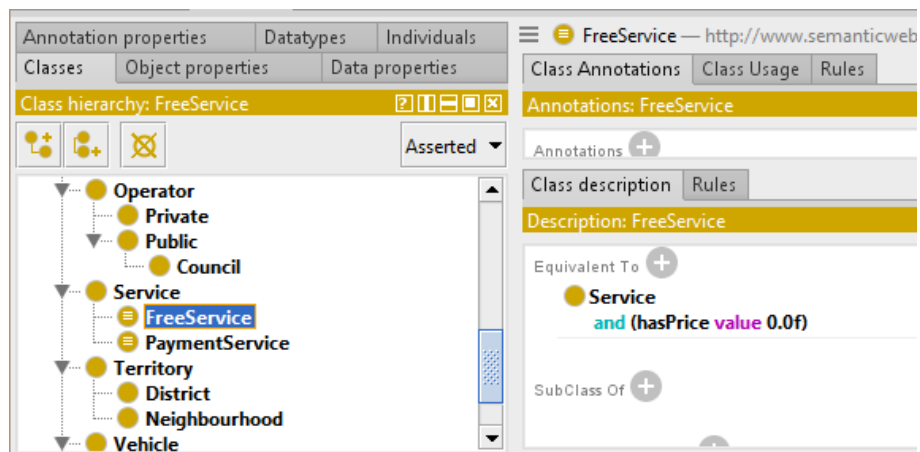 Annotation properties Datatypes Individuals
Classes Object properties Data properties
Class hierarchy: FreeService
Asserted
Operator
Private
Public
Council
Service
FreeService
PaymentService
Territory
District
Neighbourhood
Vehicle
FreeService — http://www.semanticweb
Class Annotations Class Usage Rules
Annotations: FreeService
Annotations
Class description Rules
Description: FreeService
Equivalent To
Service
and (hasPrice value 0.0f)
SubClass Of